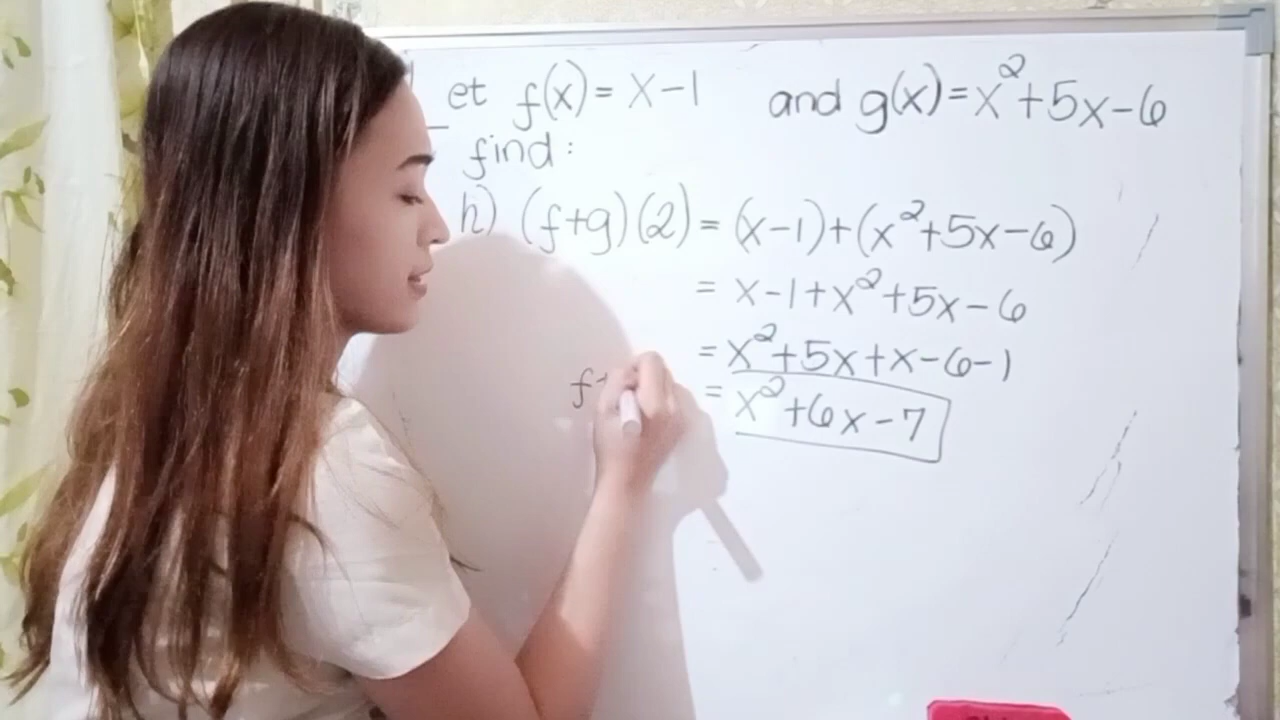 Let f(x) = x-1 and g(x) = x²+5x-6
find:
h) (f+g)(2) = (x-1)+(x²+5x-6)
= x-1+x²+5x-6
= x²+5x+x-6-1
f+ = x²+6x-7